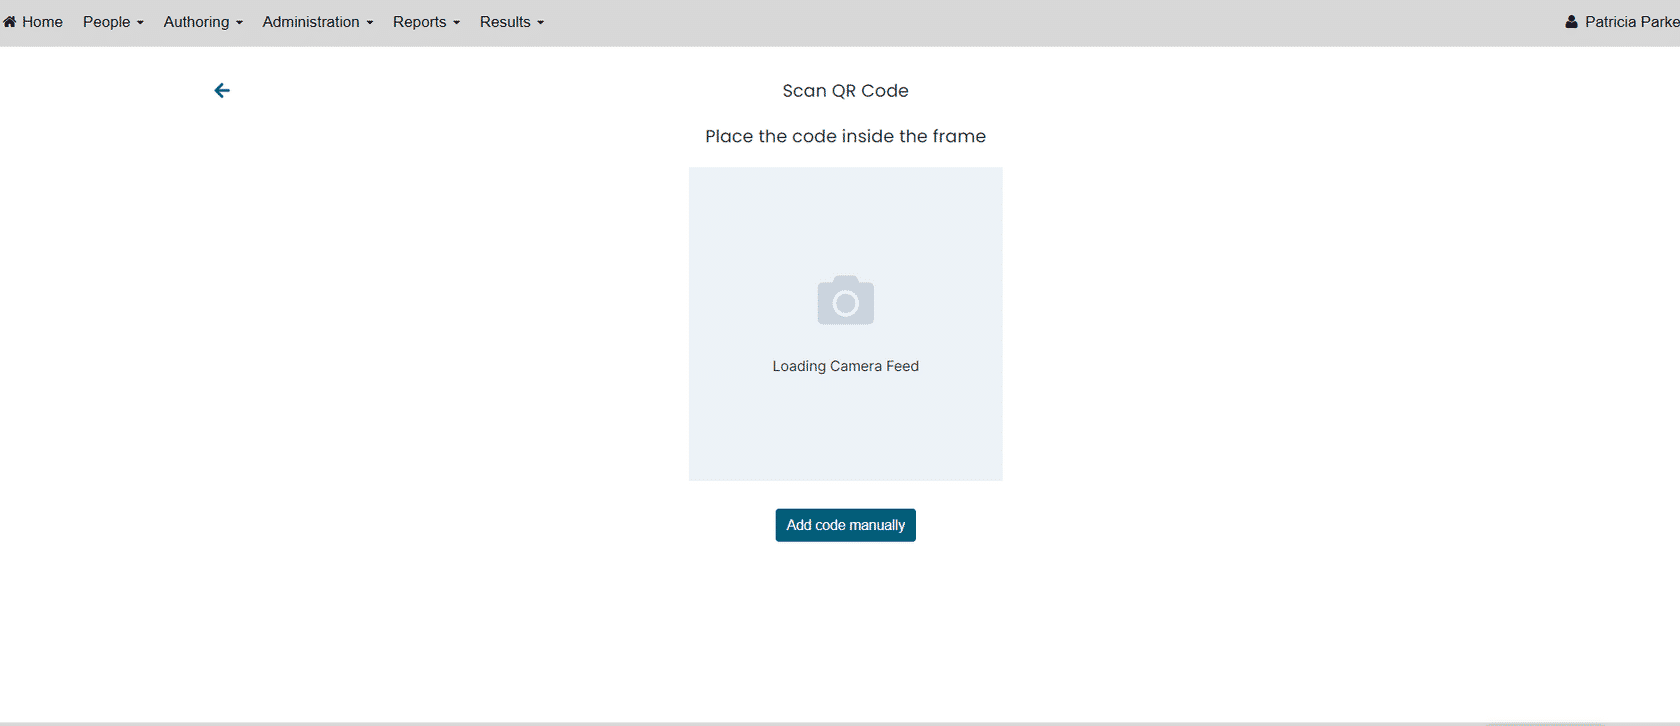 Home People Authoring Administration Reports Results Patricia Parke
Scan QR Code
Place the code inside the frame
Loading Camera Feed
Add code manually